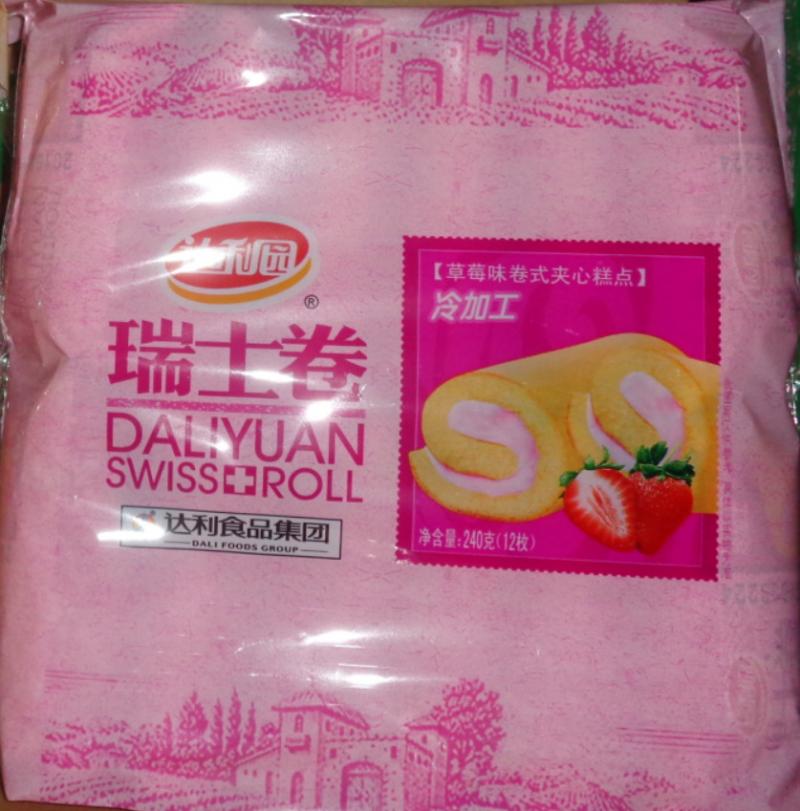 达利园
®
瑞士卷
DALIYUAN
SWISS ROLL
达利食品集团
DALI FOODS GROUP
【草莓味卷式夹心糕点】
冷加工
净含量:240克(12枚)